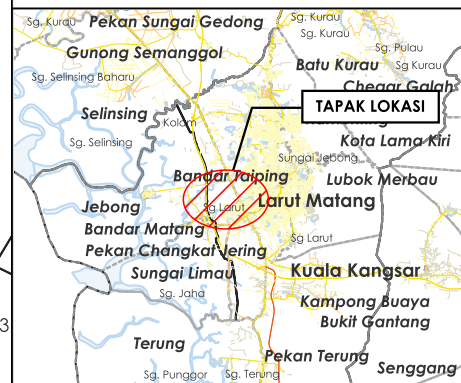 Sg. Kurau
Pekan Sungai Gedong
Sg. Kurau
Sg. Kurau
Gunong Semanggol
Sg. Pulau
Batu Kurau
Sg Kurau
Sg. Selinsing Baharu
Chegar Galah
TAPAK LOKASI
Selinsing
Kolam
Sg. Selinsing
Kota Lama Kiri
Sungai Jebong
Bandar Taiping
Lubok Merbau
Jebong
Sg Larut
Larut Matang
Bandar Matang
Sg Larut
Pekan Changkat Jering
Sungai Limau
Kuala Kangsar
Sg. Jaha
Kampong Buaya
Bukit Gantang
3
Terung
Pekan Terung
Senggang
Sg. Punggor
Sg. Terung